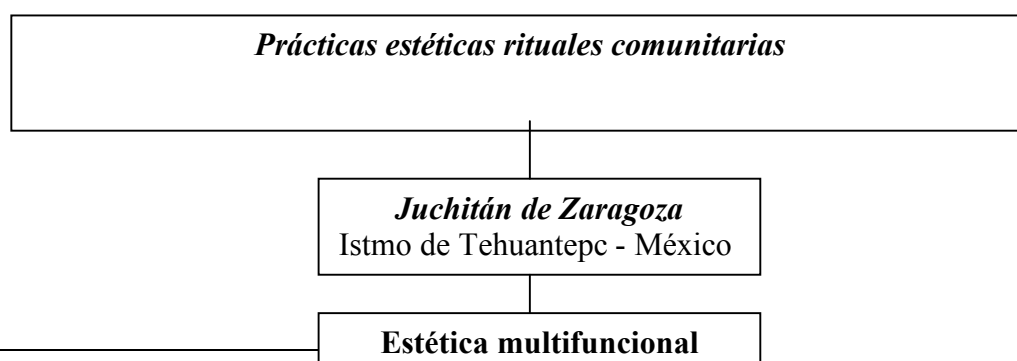 Prácticas estéticas rituales comunitarias
Juchitán de Zaragoza
Istmo de Tehuantepc - México
Estética multifuncional